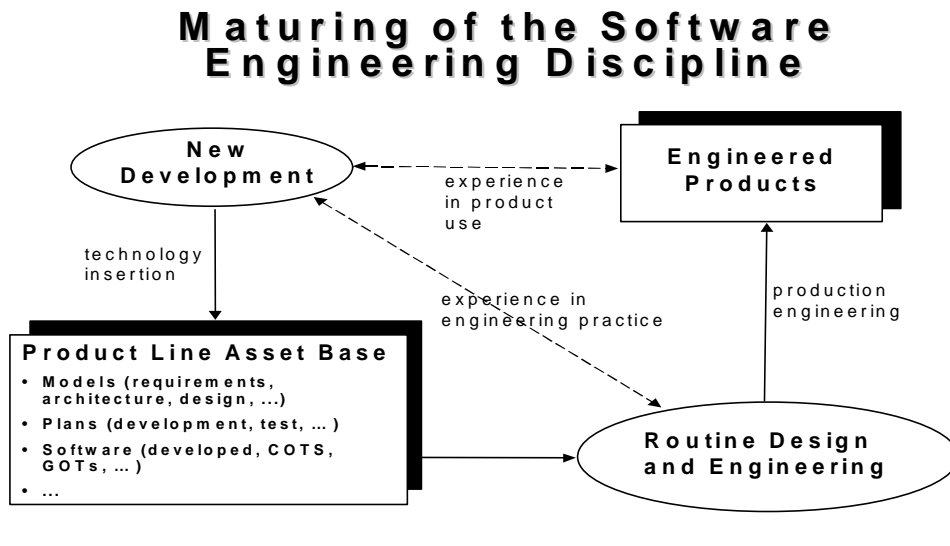 Maturing of the Software
Engineering Discipline
New
Development
Engineered
Products
experience
in product
use
technology
insertion
experience in
engineering practice
production
engineering
Product Line Asset Base
• Models (requirements,
architecture, design, ...)
• Plans (development, test, ... )
• Software (developed, COTS,
GOTs, ... )
• ...
Routine Design
and Engineering